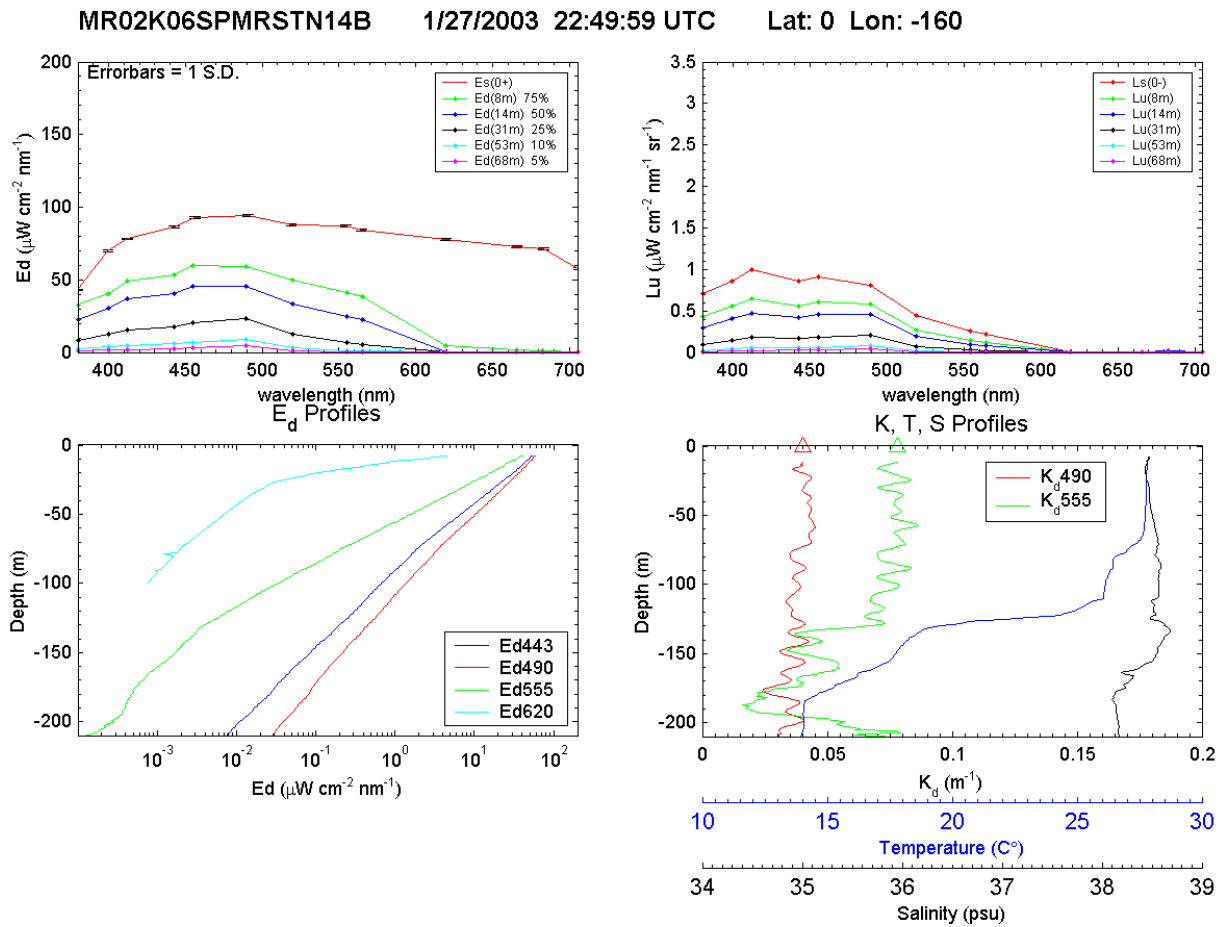 MR02K06SPMRSTN14B 1/27/2003 22:49:59 UTC Lat: 0 Lon: -160
Errorbars = 1 S.D.
Es(0+)
Ed(8m) 75%
Ed(14m) 50%
Ed(31m) 25%
Ed(53m) 10%
Ed(68m) 5%
200
150
100
50
0
Ed (μW cm-2 nm-1)
400 450 500 550 600 650 700
wavelength (nm)
Ls(0-)
Lu(8m)
Lu(14m)
Lu(31m)
Lu(53m)
Lu(68m)
3.5
3
2.5
2
1.5
1
0.5
0
Lu (μW cm-2 nm-1 sr-1)
400 450 500 550 600 650 700
wavelength (nm)
Ed Profiles
0
-50
-100
-150
-200
Depth (m)
Ed443
Ed490
Ed555
Ed620
10-3 10-2 10-1 100 101 102
Ed (μW cm-2 nm-1)
K, T, S Profiles
Kd490
Kd555
0
-50
-100
-150
-200
Depth (m)
0 0.05 0.1 0.15 0.2
Kd (m-1)
10 15 20 25 30
Temperature (C°)
34 35 36 37 38 39
Salinity (psu)